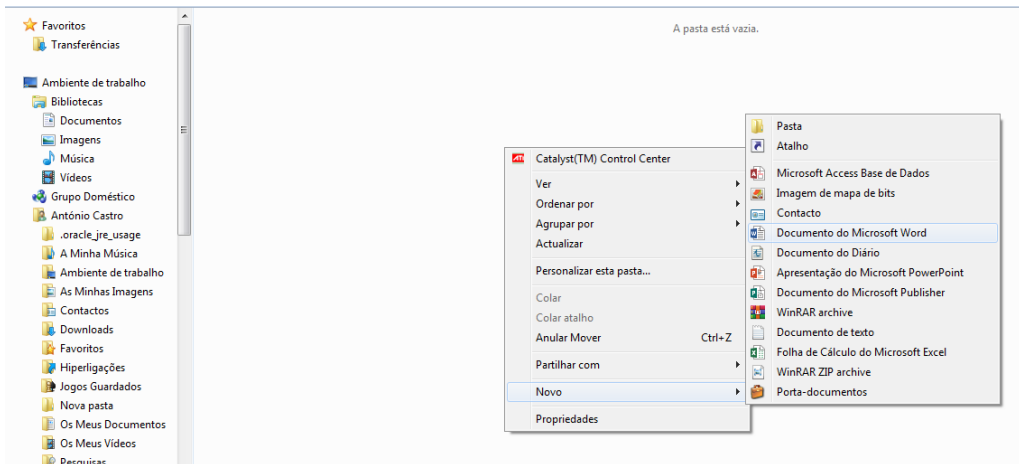 Favoritos
Transferências
Ambiente de trabalho
Bibliotecas
Documentos
Imagens
Música
Vídeos
Grupo Doméstico
António Castro
.oracle_jre_usage
A Minha Música
Ambiente de trabalho
As Minhas Imagens
Contactos
Downloads
Favoritos
Hiperligações
Jogos Guardados
Nova pasta
Os Meus Documentos
Os Meus Vídeos
Pesquisas
A pasta está vazia.
ATI Catalyst(TM) Control Center
Ver
Ordenar por
Agrupar por
Actualizar
Personalizar esta pasta...
Colar
Colar atalho
Anular Mover Ctrl+Z
Partilhar com
Novo
Propriedades
Pasta
Atalho
Microsoft Access Base de Dados
Imagem de mapa de bits
Contacto
Documento do Microsoft Word
Documento do Diário
Apresentação do Microsoft PowerPoint
Documento do Microsoft Publisher
WinRAR archive
Documento de texto
Folha de Cálculo do Microsoft Excel
WinRAR ZIP archive
Porta-documentos